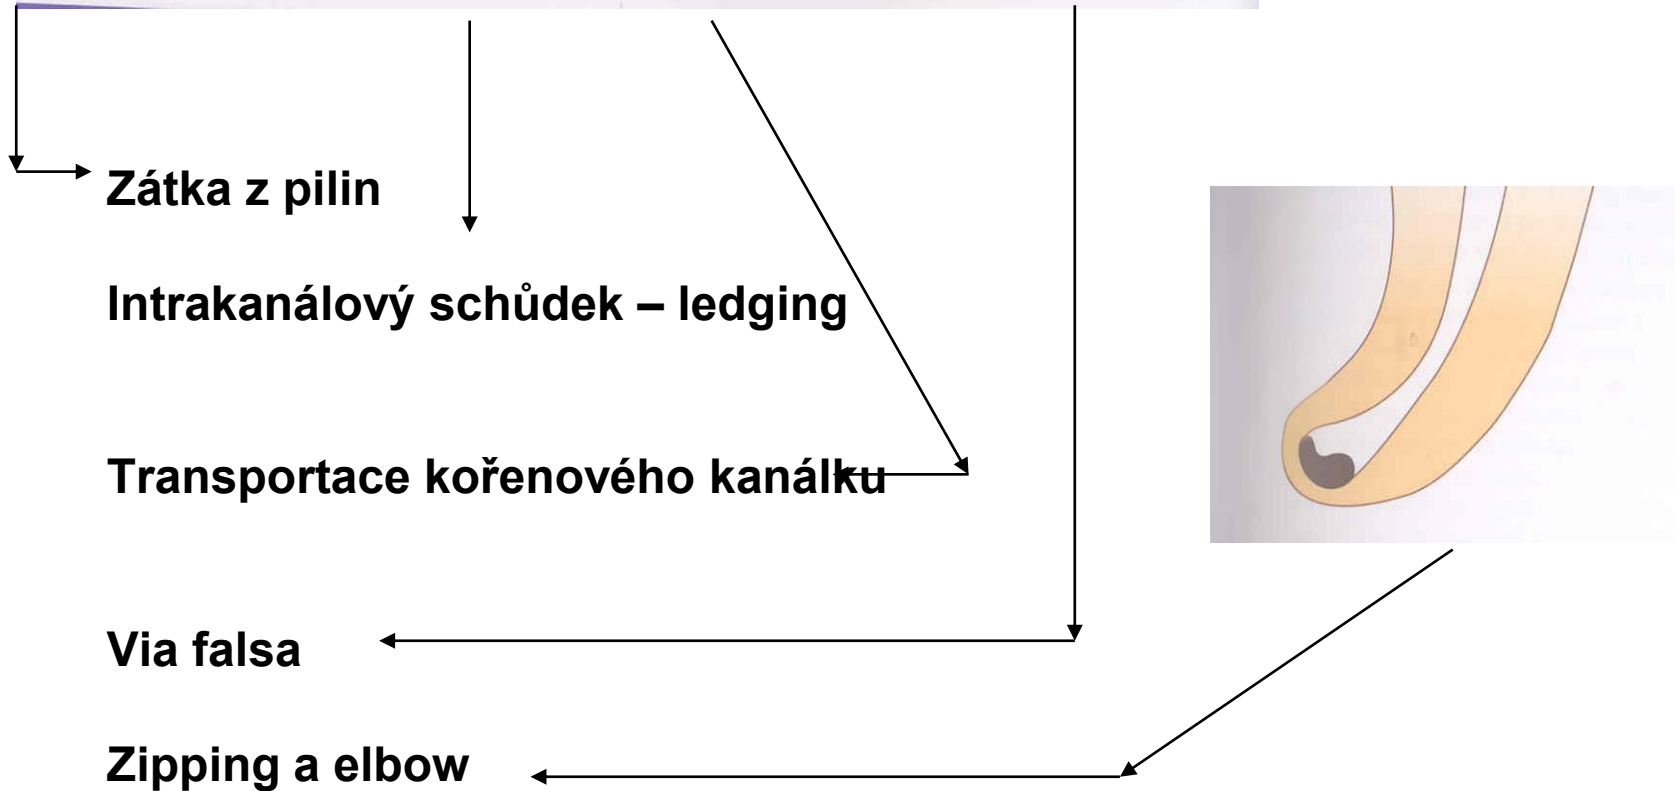 Zátka z pilin
Intrakanálový schůdek – ledging
Transportace kořenového kanálku
Via falsa
Zipping a elbow